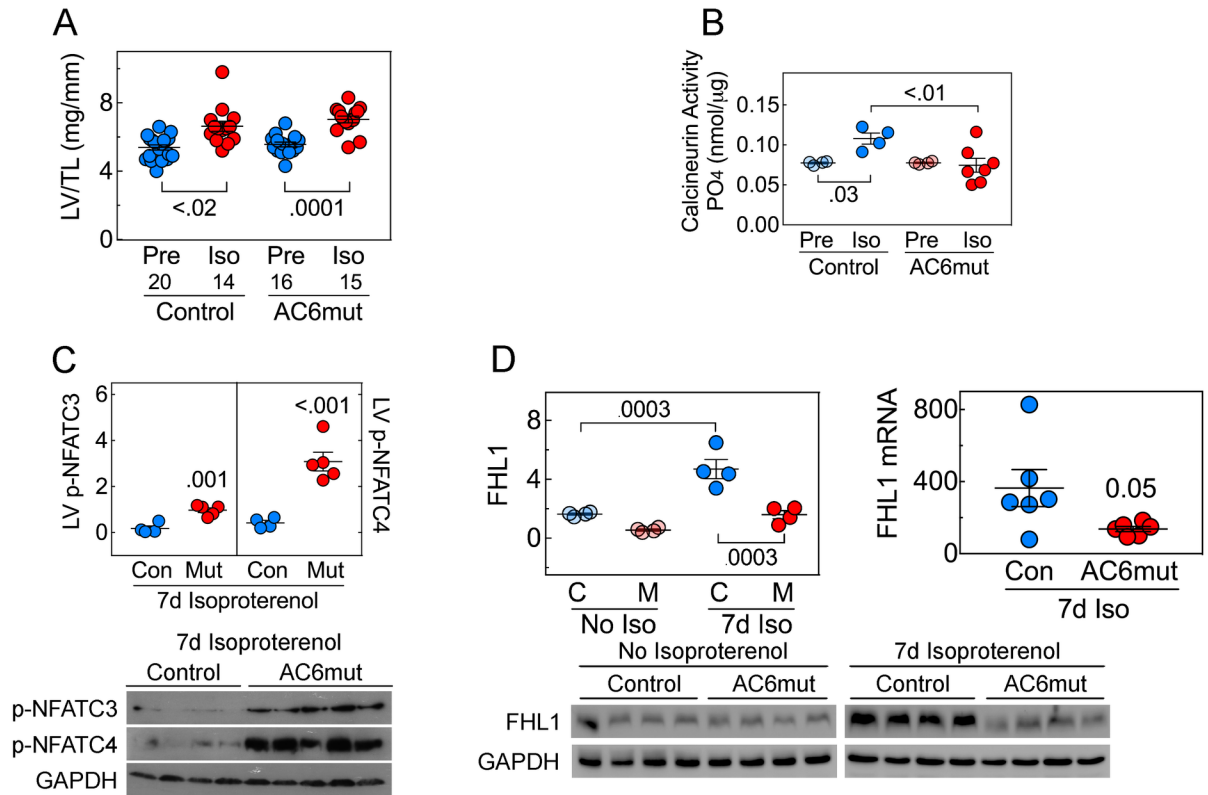 A
LV/TL (mg/mm)
8
4
0
<.02
.0001
Pre Iso Pre Iso
20 14 16 15
Control AC6mut
B
Calcineurin Activity
PO4 (nmol/µg)
0.15
0.10
0.05
0.00
<.01
.03
Pre Iso Pre Iso
Control AC6mut
C
LV p-NFATC3
6
4
2
0
.001
<.001
LV p-NFATC4
Con Mut Con Mut
7d Isoproterenol
7d Isoproterenol
Control AC6mut
p-NFATC3
p-NFATC4
GAPDH
D
FHL1
8
4
0
.0003
.0003
C M C M
No Iso 7d Iso
FHL1 mRNA
800
400
0
0.05
Con AC6mut
7d Iso
No Isoproterenol 7d Isoproterenol
Control AC6mut Control AC6mut
FHL1
GAPDH